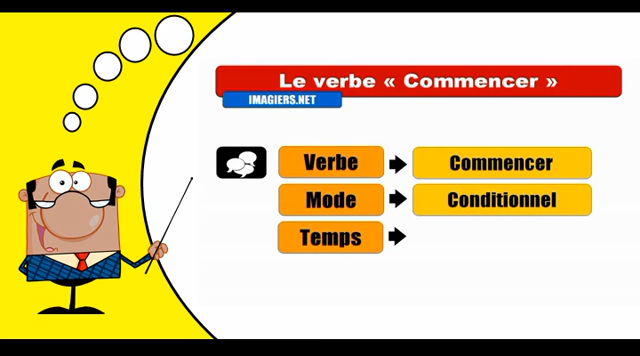 Le verbe « Commencer »
IMAGIERS.NET
Verbe Commencer
Mode Conditionnel
Temps